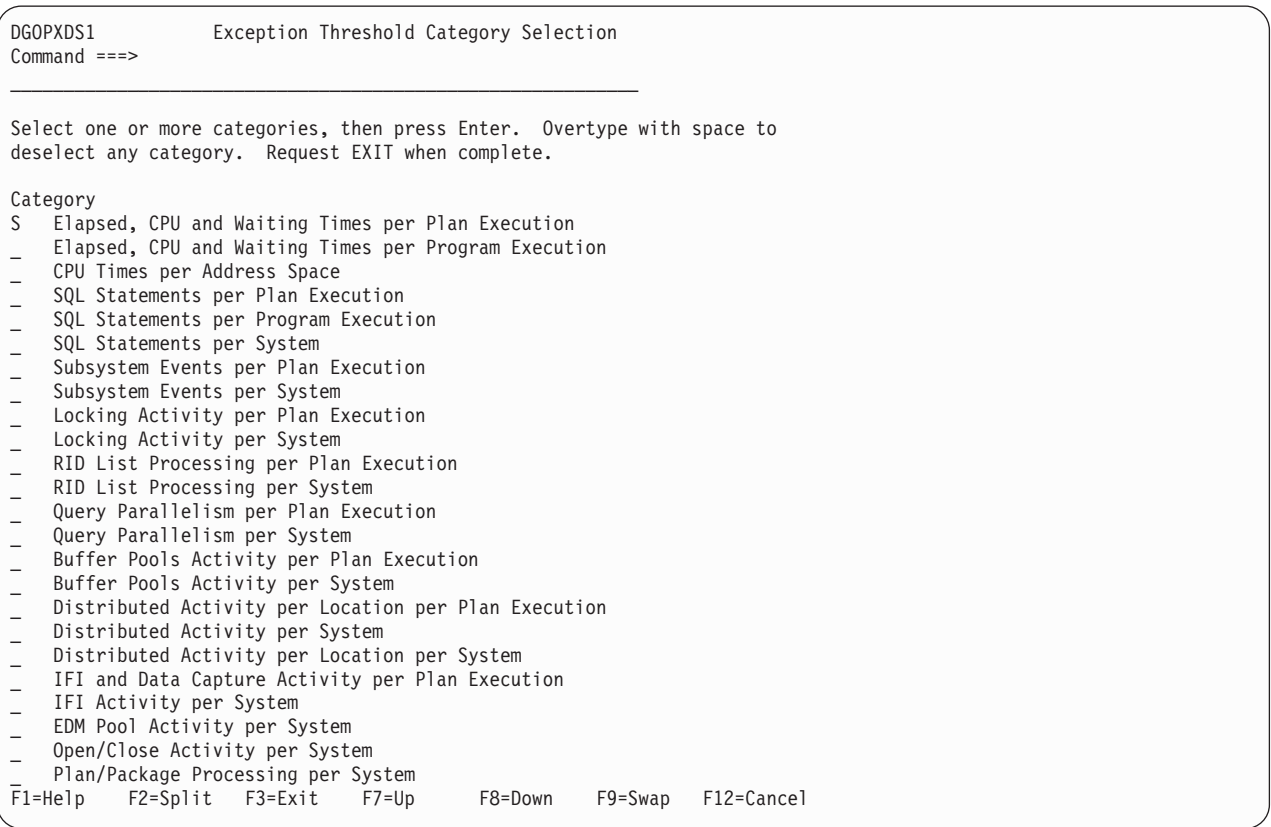 DGOPXDS1 Exception Threshold Category Selection
Command ===>
___________________________________________________________
Select one or more categories, then press Enter. Overtype with space to
deselect any category. Request EXIT when complete.
Category
S Elapsed, CPU and Waiting Times per Plan Execution
_ Elapsed, CPU and Waiting Times per Program Execution
_ CPU Times per Address Space
_ SQL Statements per Plan Execution
_ SQL Statements per Program Execution
_ SQL Statements per System
_ Subsystem Events per Plan Execution
_ Subsystem Events per System
_ Locking Activity per Plan Execution
_ Locking Activity per System
_ RID List Processing per Plan Execution
_ RID List Processing per System
_ Query Parallelism per Plan Execution
_ Query Parallelism per System
_ Buffer Pools Activity per Plan Execution
_ Buffer Pools Activity per System
_ Distributed Activity per Location per Plan Execution
_ Distributed Activity per System
_ Distributed Activity per Location per System
_ IFI and Data Capture Activity per Plan Execution
_ IFI Activity per System
_ EDM Pool Activity per System
_ Open/Close Activity per System
_ Plan/Package Processing per System
F1=Help F2=Split F3=Exit F7=Up F8=Down F9=Swap F12=Cancel